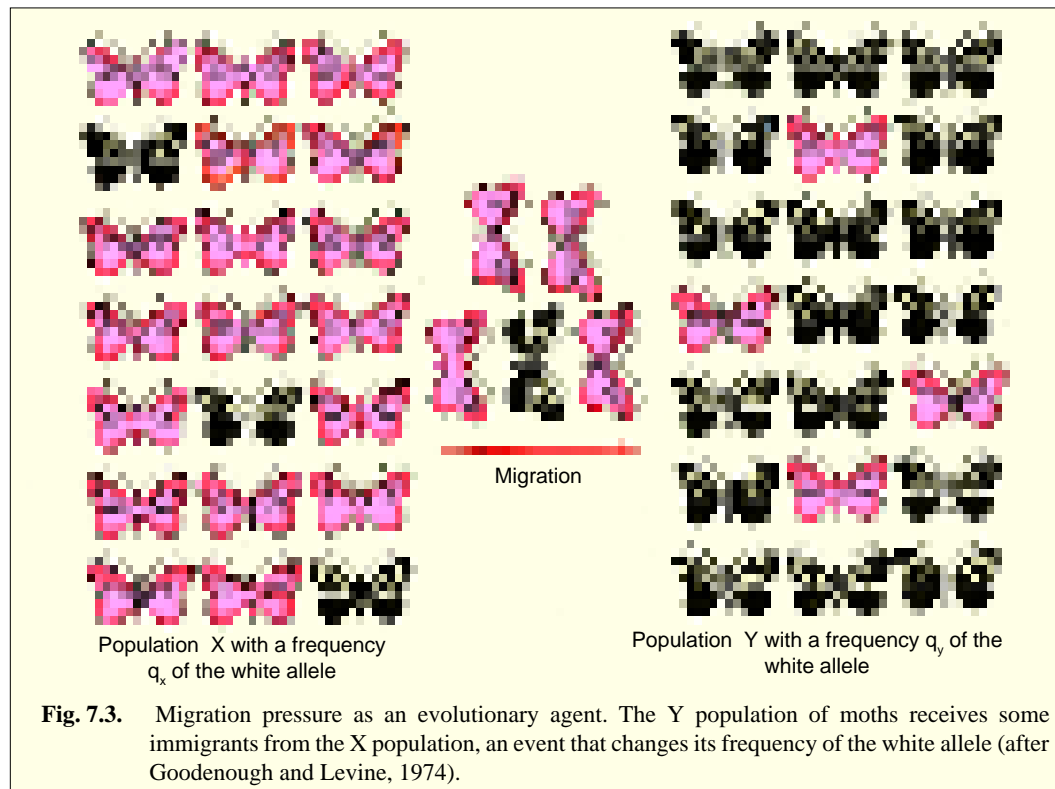 Migration
Population X with a frequency
qx of the white allele
Population Y with a frequency qy of the
white allele
Fig. 7.3. Migration pressure as an evolutionary agent. The Y population of moths receives some
immigrants from the X population, an event that changes its frequency of the white allele (after
Goodenough and Levine, 1974).